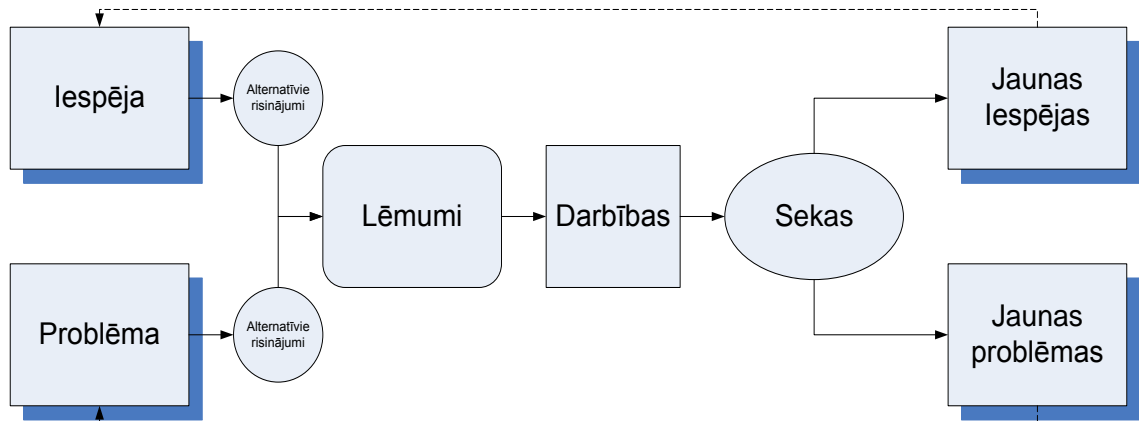 Iespēja
Alternatīvie
risinājumi
Jaunas
Iespējas
Lēmumi
Darbības
Sekas
Problēma
Alternatīvie
risinājumi
Jaunas
problēmas